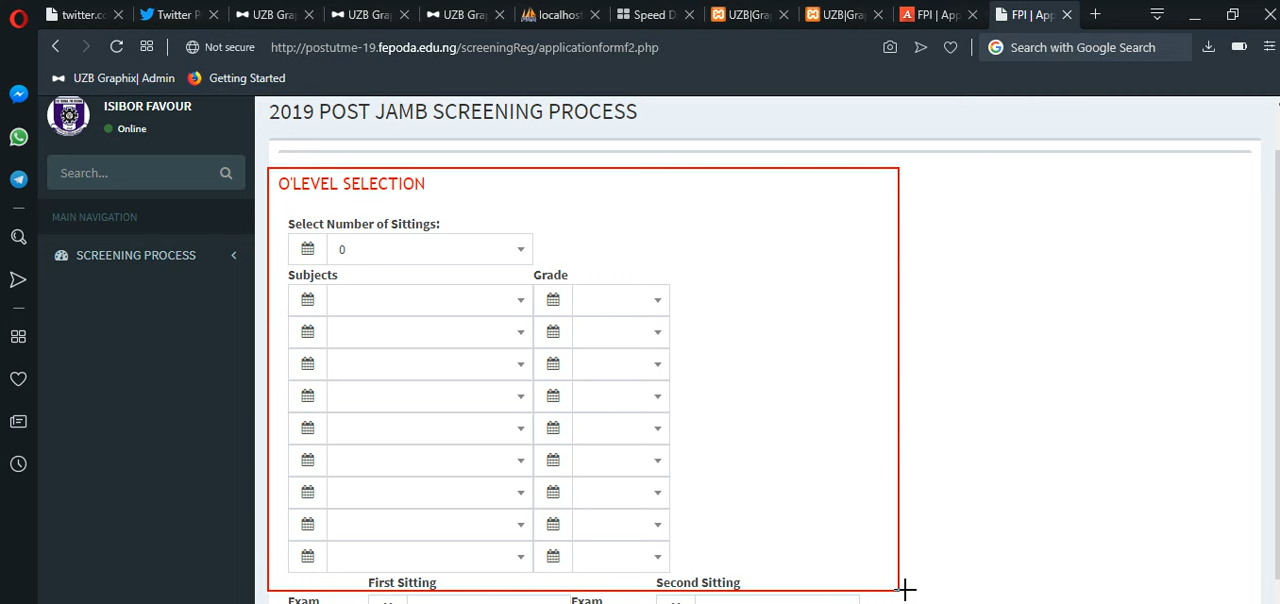 twitter.c
Twitter P
UZB Gra
UZB Gra
UZB Gra
localhos
Speed D
UZB|Gra
UZB|Gra
FPI | App
FPI | App
Not secure
http://postutme-19.fepoda.edu.ng/screeningReg/applicationformf2.php
Search with Google Search
UZB Graphix| Admin
Getting Started
ISIBOR FAVOUR
Online
Search...
MAIN NAVIGATION
SCREENING PROCESS
2019 POST JAMB SCREENING PROCESS
O'LEVEL SELECTION
Select Number of Sittings:
0
Subjects Grade
First Sitting Second Sitting
Exam Exam